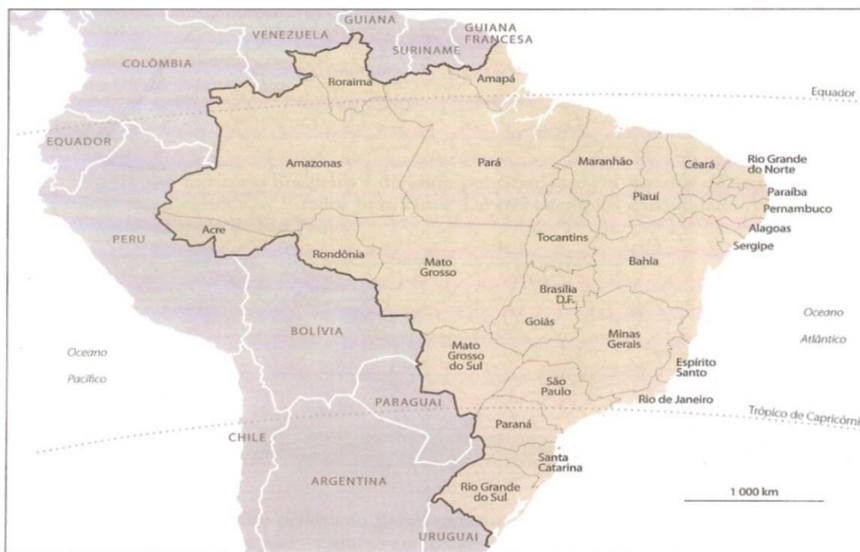 GUIANA
GUIANA
FRANCESA
VENEZUELA
SURINAME
COLÔMBIA
Roraima
Amapá
Equador
EQUADOR
Amazonas
Pará
Maranhão
Ceará
Rio Grande
do Norte
Paraíba
Piauí
Pernambuco
Acre
Alagoas
PERU
Tocantins
Sergipe
Rondônia
Mato
Grosso
Bahia
Brasília
D.F.
Oceano
Atlântico
Goiás
BOLÍVIA
Minas
Gerais
Oceano
Pacífico
Mato
Grosso
do Sul
Espírito
Santo
São
Paulo
Rio de Janeiro
PARAGUAI
Trópico de Capricórni
CHILE
Paraná
Santa
Catarina
ARGENTINA
Rio Grande
do Sul
1 000 km
URUGUAI